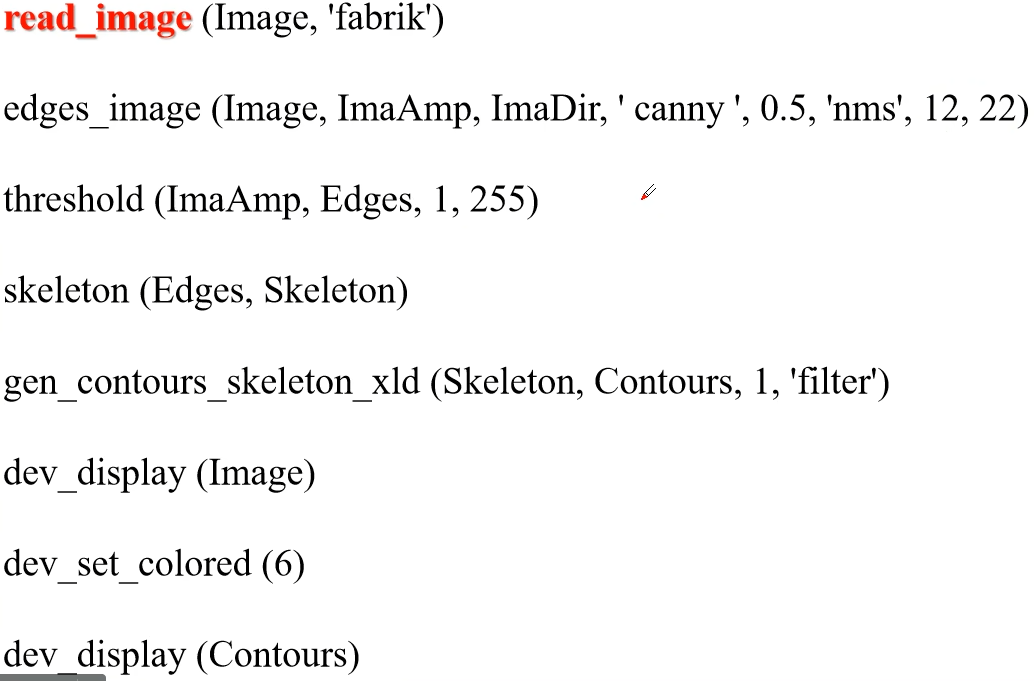 read_image (Image, 'fabrik')
edges_image (Image, ImaAmp, ImaDir, ' canny ', 0.5, 'nms', 12, 22)
threshold (ImaAmp, Edges, 1, 255)
skeleton (Edges, Skeleton)
gen_contours_skeleton_xld (Skeleton, Contours, 1, 'filter')
dev_display (Image)
dev_set_colored (6)
dev_display (Contours)